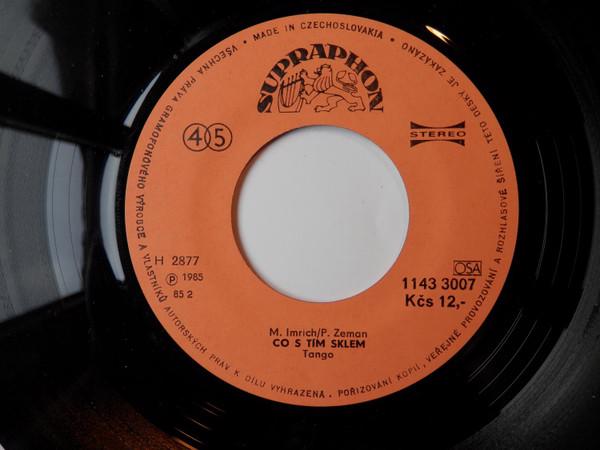 • MADE IN CZECHOSLOVAKIA •
VŠECHNA PRÁVA GRAMOFONOVÉHO VÝROBCE A VLASTNÍKŮ AUTORSKÝCH PRÁV K DÍLU VYHRAZENA. POŘIZOVÁNÍ KOPIÍ, VEŘEJNÉ PROVOZOVÁNÍ A ROZHLASOVÉ ŠÍŘENÍ TÉTO DESKY JE ZAKÁZÁNO
SUPRAPHON
45
STEREO
H 2877
Ⓟ 1985
85 2
OSA
1143 3007
Kčs 12,-
M. Imrich/P. Zeman
CO S TÍM SKLEM
Tango